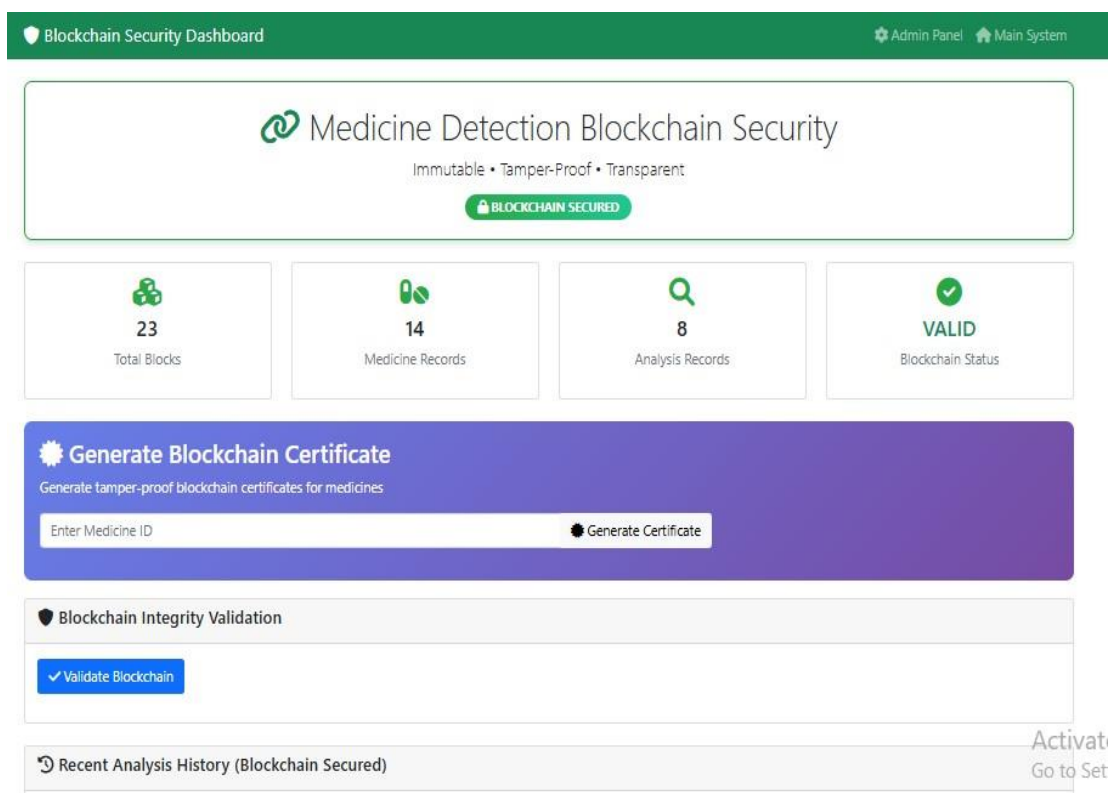 Blockchain Security Dashboard
Admin Panel Main System
Medicine Detection Blockchain Security
Immutable • Tamper-Proof • Transparent
BLOCKCHAIN SECURED
23
Total Blocks
14
Medicine Records
8
Analysis Records
VALID
Blockchain Status
Generate Blockchain Certificate
Generate tamper-proof blockchain certificates for medicines
Enter Medicine ID
Generate Certificate
Blockchain Integrity Validation
Validate Blockchain
Recent Analysis History (Blockchain Secured)
Activate
Go to Set